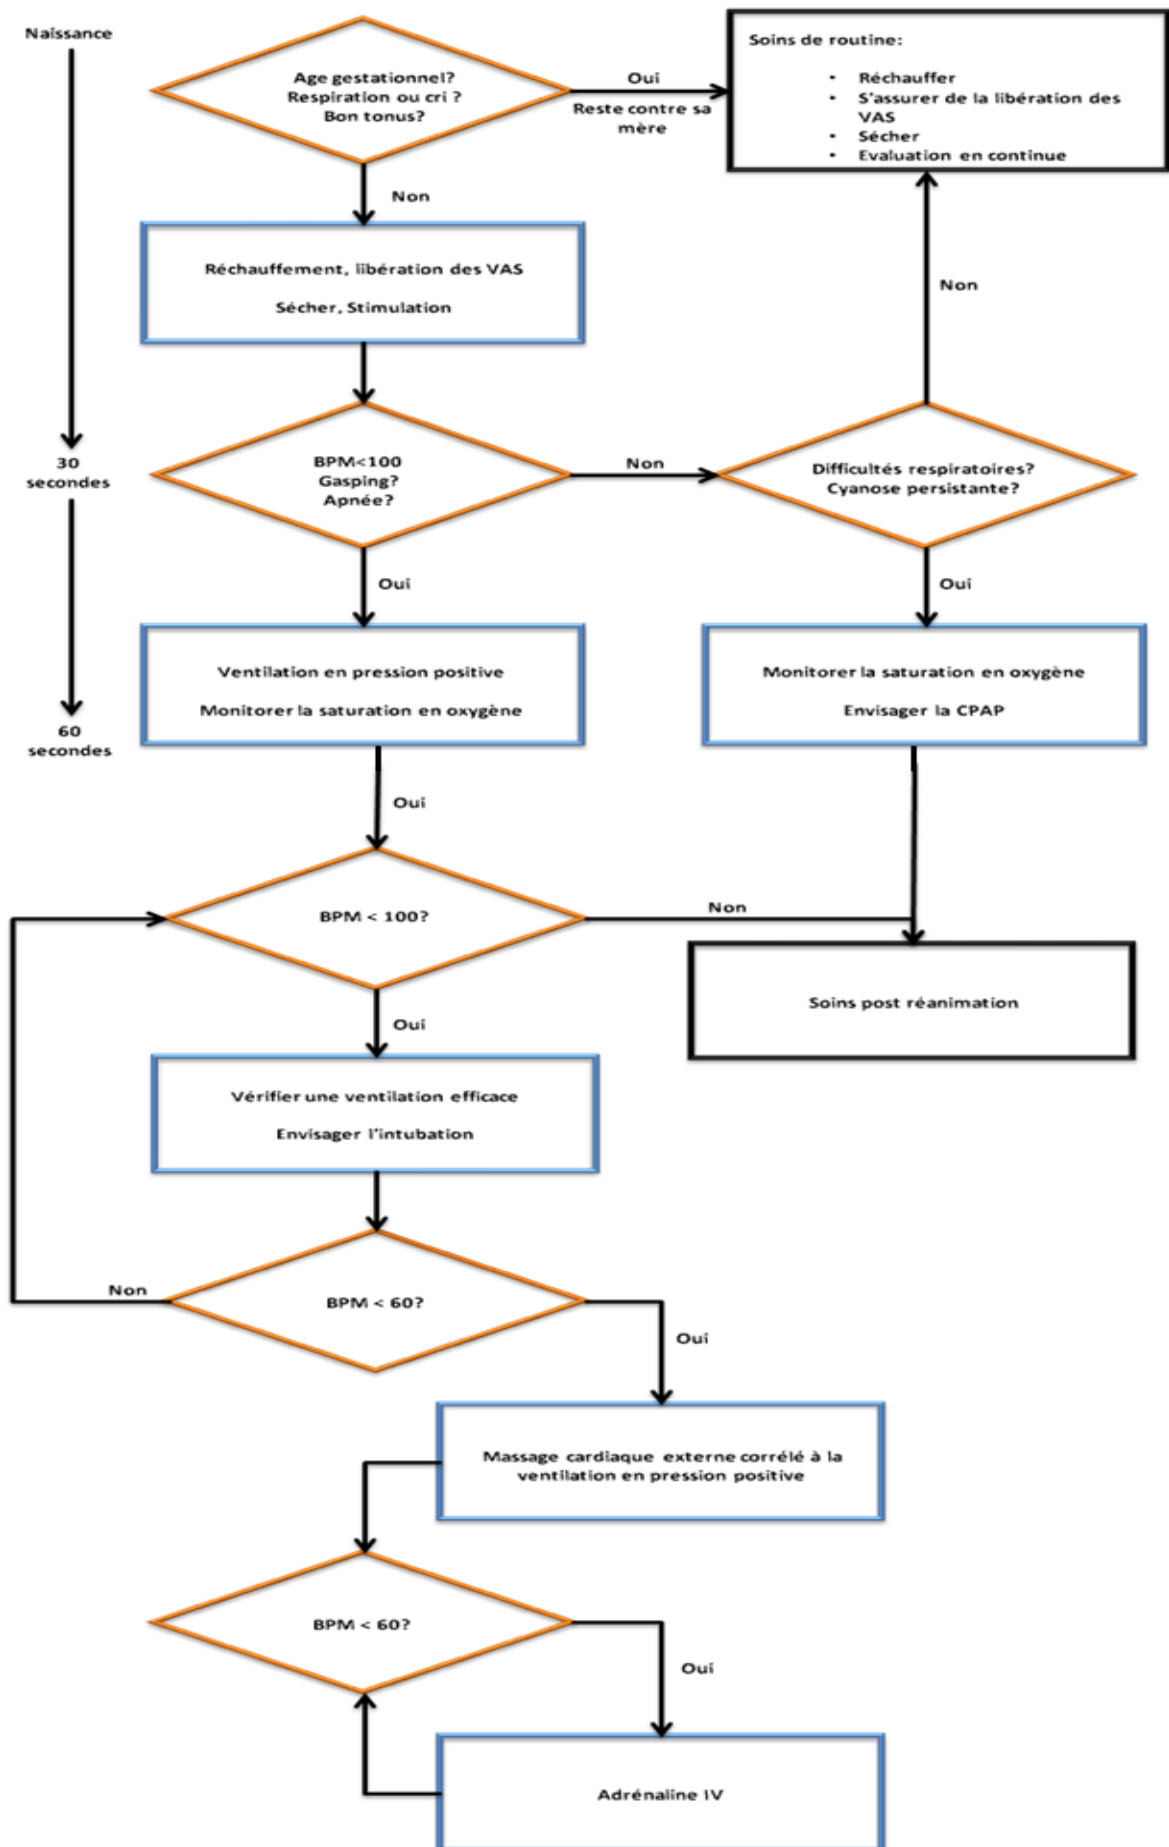 Naissance
Age gestationnel?
Respiration ou cri ?
Bon tonus?
Oui
Reste contre sa
mère
Soins de routine:
• Réchauffer
• S'assurer de la libération des
VAS
• Sécher
• Evaluation en continue
Non
Réchauffement, libération des VAS
Sécher, Stimulation
Non
30
secondes
BPM<100
Gasping?
Apnée?
Non
Difficultés respiratoires?
Cyanose persistante?
Oui
Oui
Ventilation en pression positive
Monitorer la saturation en oxygène
Monitorer la saturation en oxygène
Envisager la CPAP
60
secondes
Oui
BPM < 100?
Non
Oui
Soins post réanimation
Vérifier une ventilation efficace
Envisager l'intubation
Non
BPM < 60?
Oui
Massage cardiaque externe corrélé à la
ventilation en pression positive
BPM < 60?
Oui
Adrénaline IV